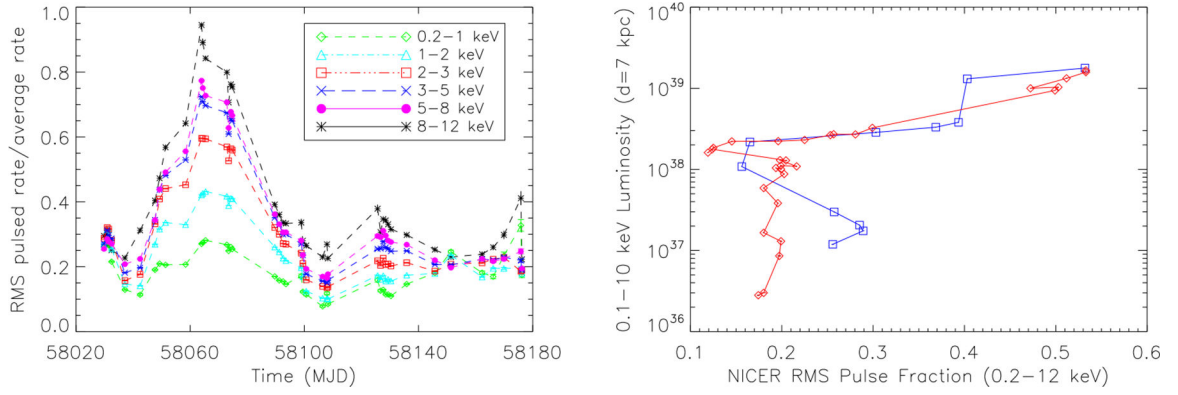 RMS pulsed rate/average rate
1.0
0.8
0.6
0.4
0.2
0.0
58020
58060
58100
58140
58180
Time (MJD)
0.2−1 keV
1−2 keV
2−3 keV
3−5 keV
5−8 keV
8−12 keV
0.1−10 keV Luminosity (d=7 kpc)
10^40
10^39
10^38
10^37
10^36
0.1
0.2
0.3
0.4
0.5
0.6
NICER RMS Pulse Fraction (0.2−12 keV)